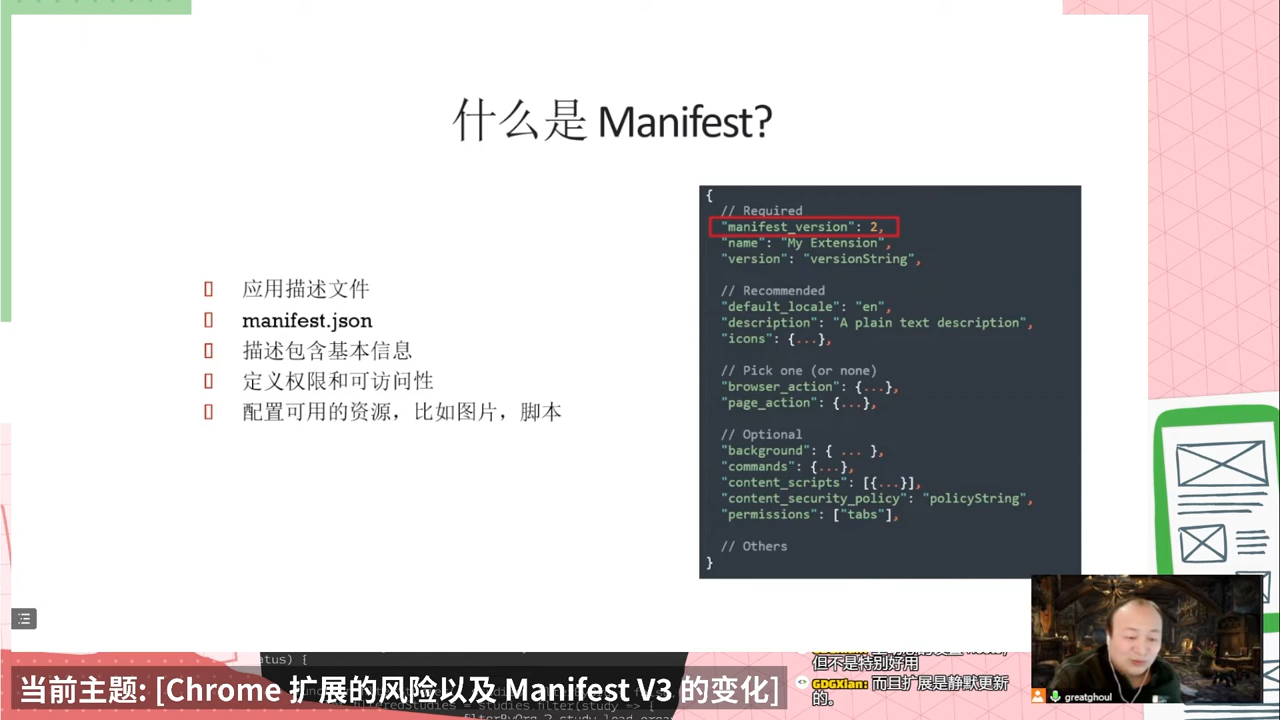 什么是 Manifest?
应用描述文件
manifest.json
描述包含基本信息
定义权限和可访问性
配置可用的资源，比如图片，脚本
{
// Required
"manifest_version": 2,
"name": "My Extension",
"version": "versionString",
// Recommended
"default_locale": "en",
"description": "A plain text description",
"icons": {...},
// Pick one (or none)
"browser_action": {...},
"page_action": {...},
// Optional
"background": { ... },
"commands": {...},
"content_scripts": [{...}],
"content_security_policy": "policyString",
"permissions": ["tabs"],
// Others
}
greatghoul
atus) {
当前主题: [Chrome 扩展的风险以及 Manifest V3 的变化]
但不是特别好用
GDGXian: 而且扩展是静默更新
的。